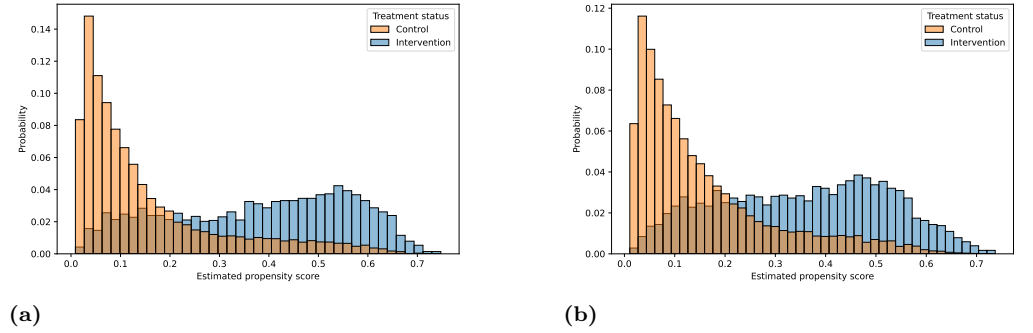 Treatment status
Control
Intervention
0.14
0.12
0.10
0.08
0.06
0.04
0.02
0.00
Probability
0.0 0.1 0.2 0.3 0.4 0.5 0.6 0.7
Estimated propensity score
(a)
Treatment status
Control
Intervention
0.12
0.10
0.08
0.06
0.04
0.02
0.00
Probability
0.0 0.1 0.2 0.3 0.4 0.5 0.6 0.7
Estimated propensity score
(b)